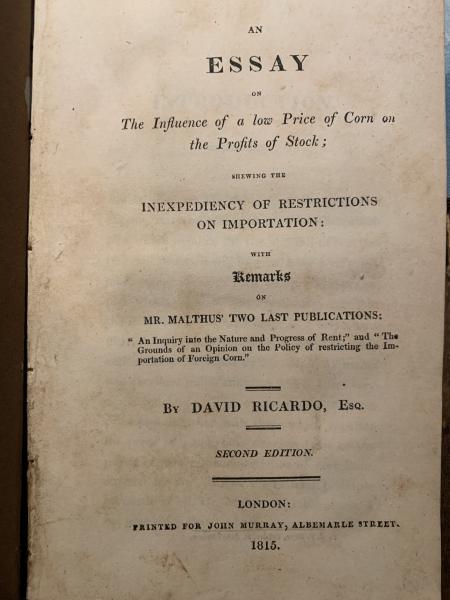 AN
ESSAY
ON
The Influence of a low Price of Corn on
the Profits of Stock;
SHEWING THE
INEXPEDIENCY OF RESTRICTIONS
ON IMPORTATION:
WITH
Remarks
ON
MR. MALTHUS' TWO LAST PUBLICATIONS:
"An Inquiry into the Nature and Progress of Rent;" and "The
Grounds of an Opinion on the Policy of restricting the Im-
portation of Foreign Corn."
BY DAVID RICARDO, ESQ.
SECOND EDITION.
LONDON:
PRINTED FOR JOHN MURRAY, ALBEMARLE STREET.
1815.